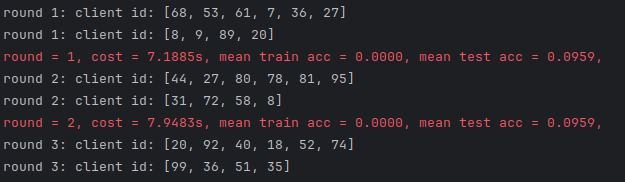 round 1: client id: [68, 53, 61, 7, 36, 27]
round 1: client id: [8, 9, 89, 20]
round = 1, cost = 7.1885s, mean train acc = 0.0000, mean test acc = 0.0959,
round 2: client id: [44, 27, 80, 78, 81, 95]
round 2: client id: [31, 72, 58, 8]
round = 2, cost = 7.9483s, mean train acc = 0.0000, mean test acc = 0.0959,
round 3: client id: [20, 92, 40, 18, 52, 74]
round 3: client id: [99, 36, 51, 35]